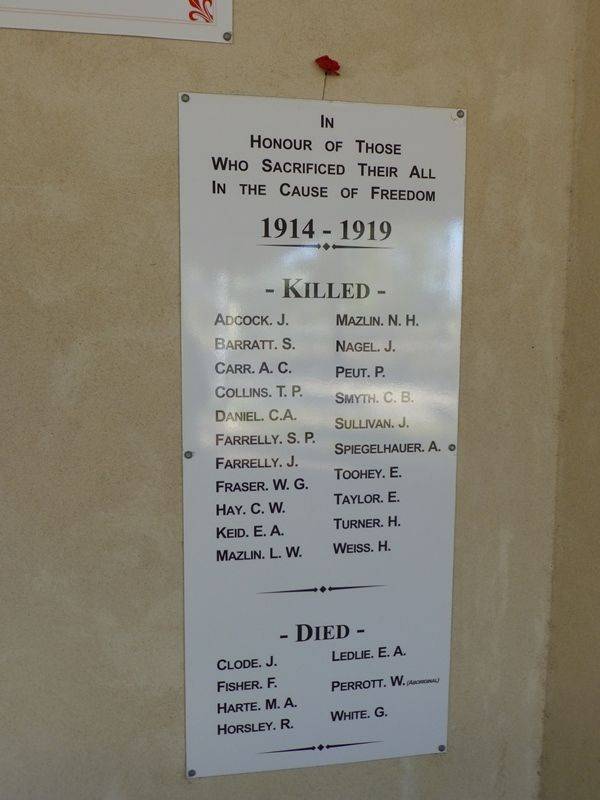 In
Honour of Those
Who Sacrificed Their All
In the Cause of Freedom
1914 - 1919
- Killed -
Adcock. J.
Barratt. S.
Carr. A. C.
Collins. T. P.
Daniel. C.A.
Farrelly. S. P.
Farrelly. J.
Fraser. W. G.
Hay. C. W.
Keid. E. A.
Mazlin. L. W.
Mazlin. N. H.
Nagel. J.
Peut. P.
Smyth. C. B.
Sullivan. J.
Spiegelhauer. A.
Toohey. E.
Taylor. E.
Turner. H.
Weiss. H.
- Died -
Clode. J.
Fisher. F.
Harte. M. A.
Horsley. R.
Ledlie. E. A.
Perrott. W. (Aboriginal)
White. G.